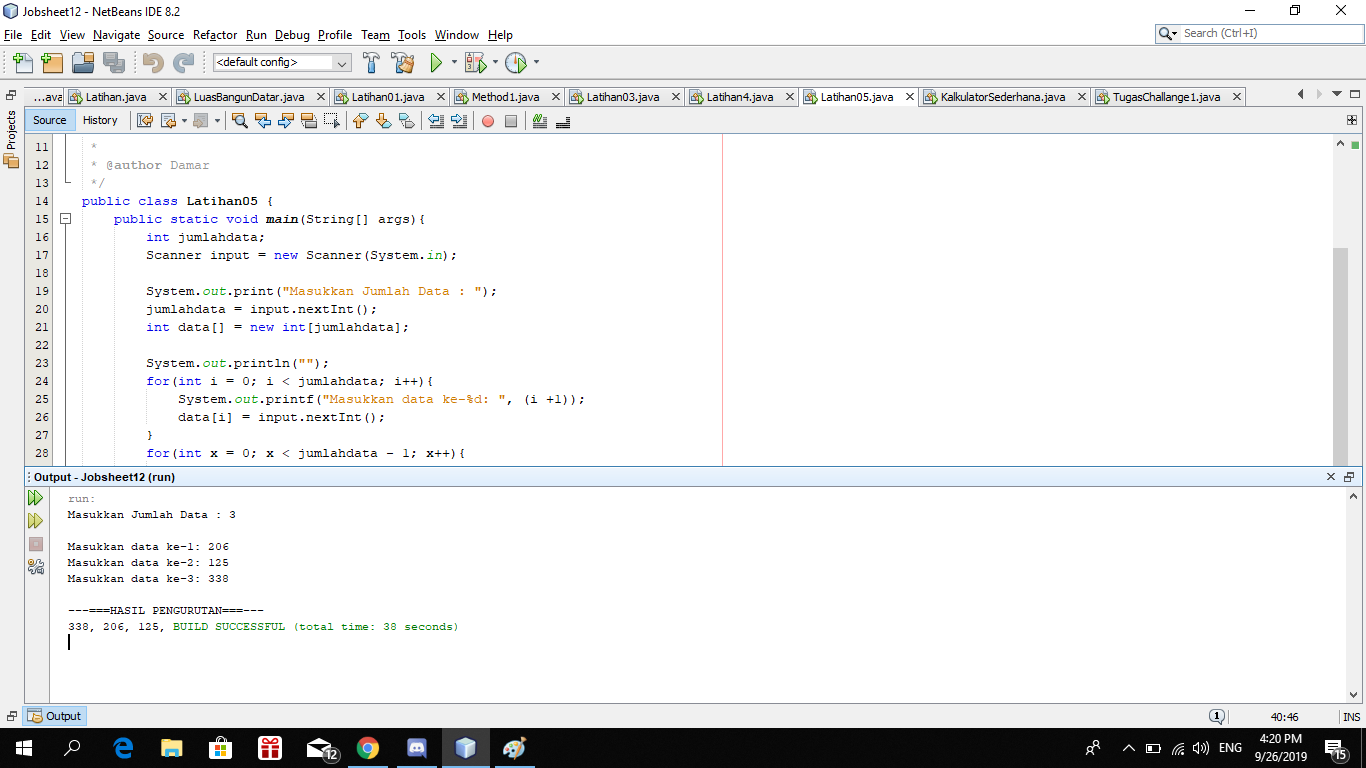 Jobsheet12 - NetBeans IDE 8.2
File Edit View Navigate Source Refactor Run Debug Profile Team Tools Window Help
Search (Ctrl+I)
<default config>
...ava Latihan.java LuasBangunDatar.java Latihan01.java Method1.java Latihan03.java Latihan4.java Latihan05.java KalkulatorSederhana.java TugasChallange1.java
Projects
Source History
11 *
12 * @author Damar
13 */
14 public class Latihan05 {
15 public static void main(String[] args){
16 int jumlahdata;
17 Scanner input = new Scanner(System.in);
18
19 System.out.print("Masukkan Jumlah Data : ");
20 jumlahdata = input.nextInt();
21 int data[] = new int[jumlahdata];
22
23 System.out.println("");
24 for(int i = 0; i < jumlahdata; i++){
25 System.out.printf("Masukkan data ke-%d: ", (i +1));
26 data[i] = input.nextInt();
27 }
28 for(int x = 0; x < jumlahdata - 1; x++){
Output - Jobsheet12 (run)
run:
Masukkan Jumlah Data : 3
Masukkan data ke-1: 206
Masukkan data ke-2: 125
Masukkan data ke-3: 338
---===HASIL PENGURUTAN===---
338, 206, 125, BUILD SUCCESSFUL (total time: 38 seconds)
Output
1
40:46 INS
12
ENG
4:20 PM
9/26/2019
15